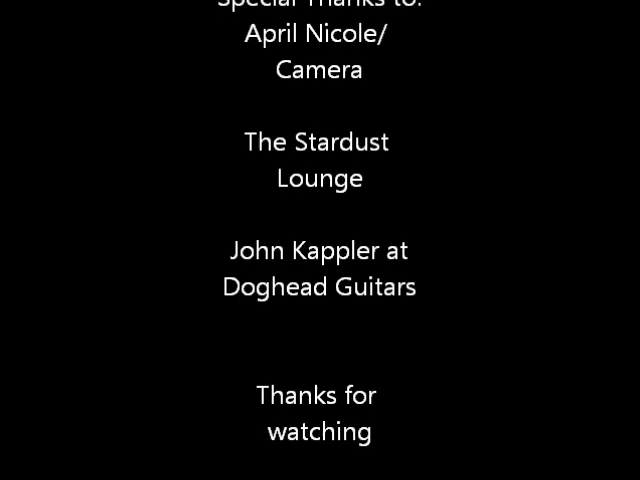 Special Thanks to:
April Nicole/
Camera
The Stardust
Lounge
John Kappler at
Doghead Guitars
Thanks for
watching